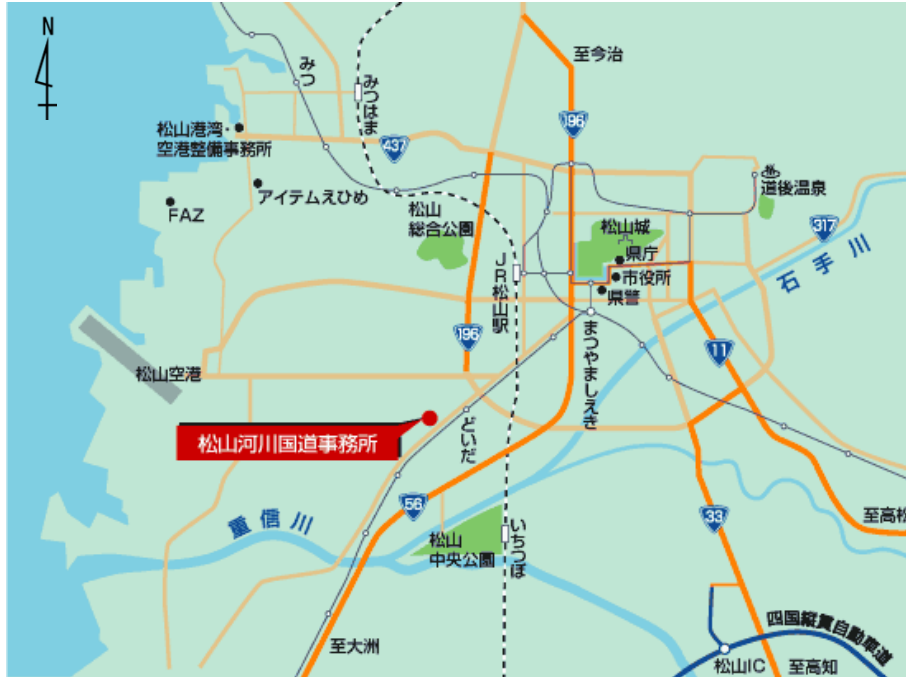 N
至今治
みつ
みつはま
196
松山港湾・
空港整備事務所
437
アイテムえひめ
FAZ
松山
総合公園
松山城
道後温泉
317
県庁
市役所
県警
石手川
JR松山駅
196
まつやましえき
11
松山空港
どいだ
松山河川国道事務所
56
33
至高松
重信川
松山
中央公園
いちつぼ
至大洲
四国縦貫自動車道
松山IC
至高知